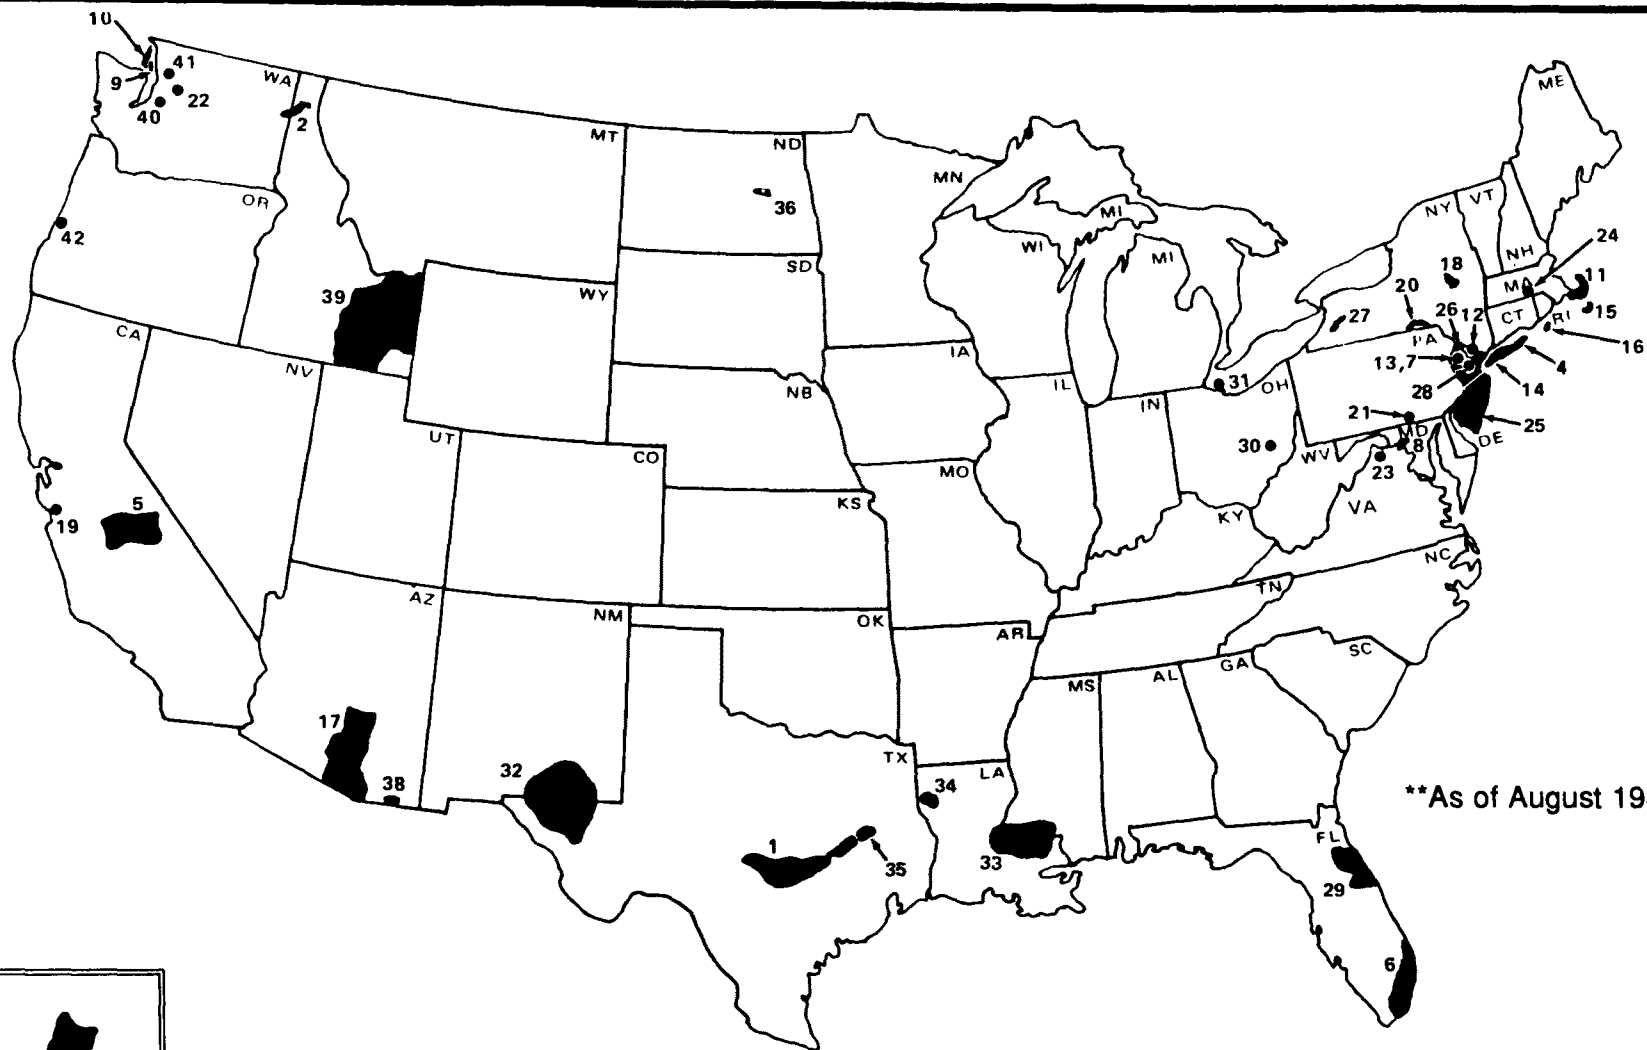 10
41
9
WA
22
40
2
MT
ND
MN
ME
OR
36
42
MI
WI
MI
NY
VT
NH
24
SD
18
MA
11
39
WY
20
26
12
CT
RI
15
27
PA
16
CA
NV
IA
13,7
4
NB
IL
IN
31
OH
28
14
21
25
UT
CO
MO
30
WV
MD
8
DE
23
5
19
KS
KY
VA
NC
AZ
NM
OK
AR
TN
SC
MS
AL
GA
17
32
38
TX
LA
34
**As of August 19
1
35
33
FL
29
6